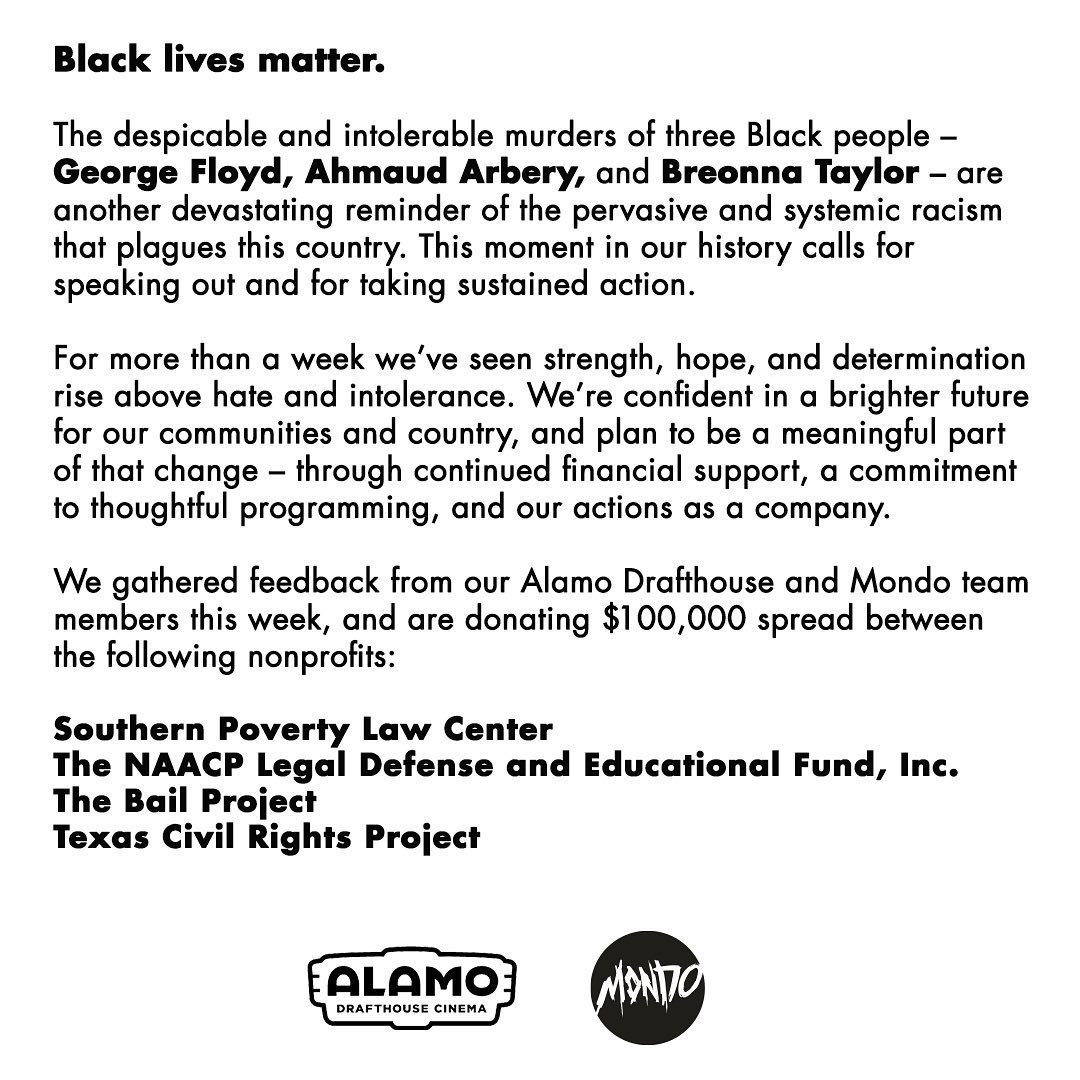 Black lives matter.
The despicable and intolerable murders of three Black people –
George Floyd, Ahmaud Arbery, and Breonna Taylor – are
another devastating reminder of the pervasive and systemic racism
that plagues this country. This moment in our history calls for
speaking out and for taking sustained action.
For more than a week we’ve seen strength, hope, and determination
rise above hate and intolerance. We’re confident in a brighter future
for our communities and country, and plan to be a meaningful part
of that change – through continued financial support, a commitment
to thoughtful programming, and our actions as a company.
We gathered feedback from our Alamo Drafthouse and Mondo team
members this week, and are donating $100,000 spread between
the following nonprofits:
Southern Poverty Law Center
The NAACP Legal Defense and Educational Fund, Inc.
The Bail Project
Texas Civil Rights Project
ALAMO
DRAFTHOUSE CINEMA
MONDO